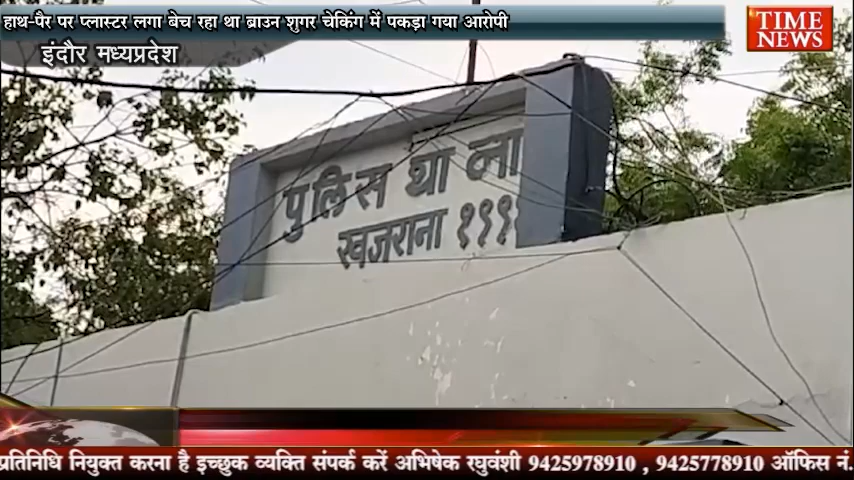 हाथ-पैर पर प्लास्टर लगा बेच रहा था ब्राउन शुगर चेकिंग में पकड़ा गया आरोपी
TIME
NEWS
इंदौर मध्यप्रदेश
पुलिस थाना
खजराना १९९
प्रतिनिधि नियुक्त करना है इच्छुक व्यक्ति संपर्क करें अभिषेक रघुवंशी 9425978910 , 9425778910 ऑफिस नं.